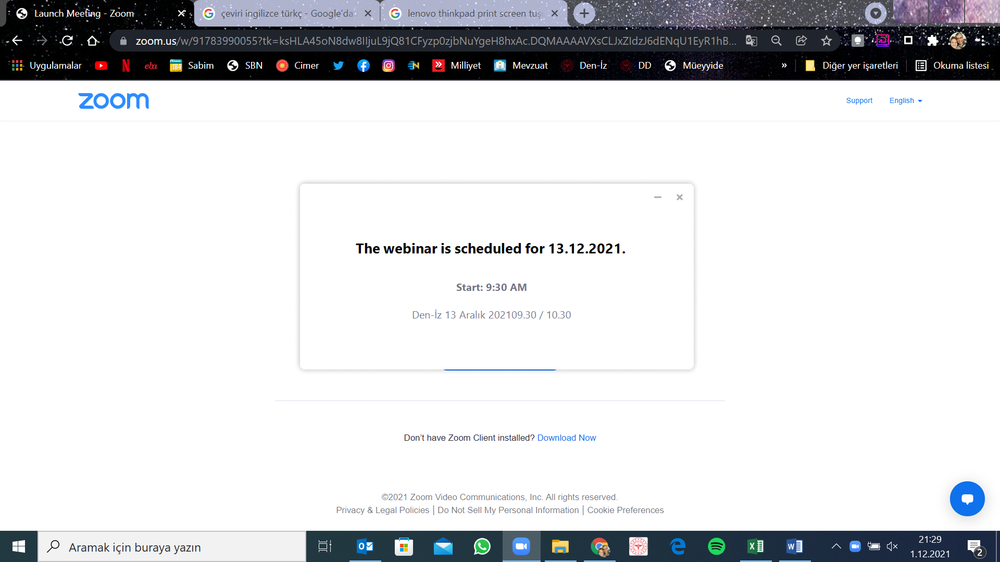 Launch Meeting - Zoom
çeviri ingilizce türkç - Google'da
lenovo thinkpad print screen tuşu
zoom.us/w/91783990055?tk=ksHLA45oN8dw8IIjuL9jQ81CFyzp0zjbNuYgeH8hxAc.DQMAAAAVXsCLJxZIdzJ6dENqU1EyR1hB...
Uygulamalar
eba
184
Sabim
SBN
Cimer
Milliyet
Mevzuat
Den-İz
DD
Müeyyide
»
Diğer yer işaretleri
Okuma listesi
zoom
Support
English
The webinar is scheduled for 13.12.2021.
Start: 9:30 AM
Den-İz 13 Aralık 202109.30 / 10.30
Don't have Zoom Client installed? Download Now
©2021 Zoom Video Communications, Inc. All rights reserved.
Privacy & Legal Policies | Do Not Sell My Personal Information | Cookie Preferences
Aramak için buraya yazın
21:29
1.12.2021
2